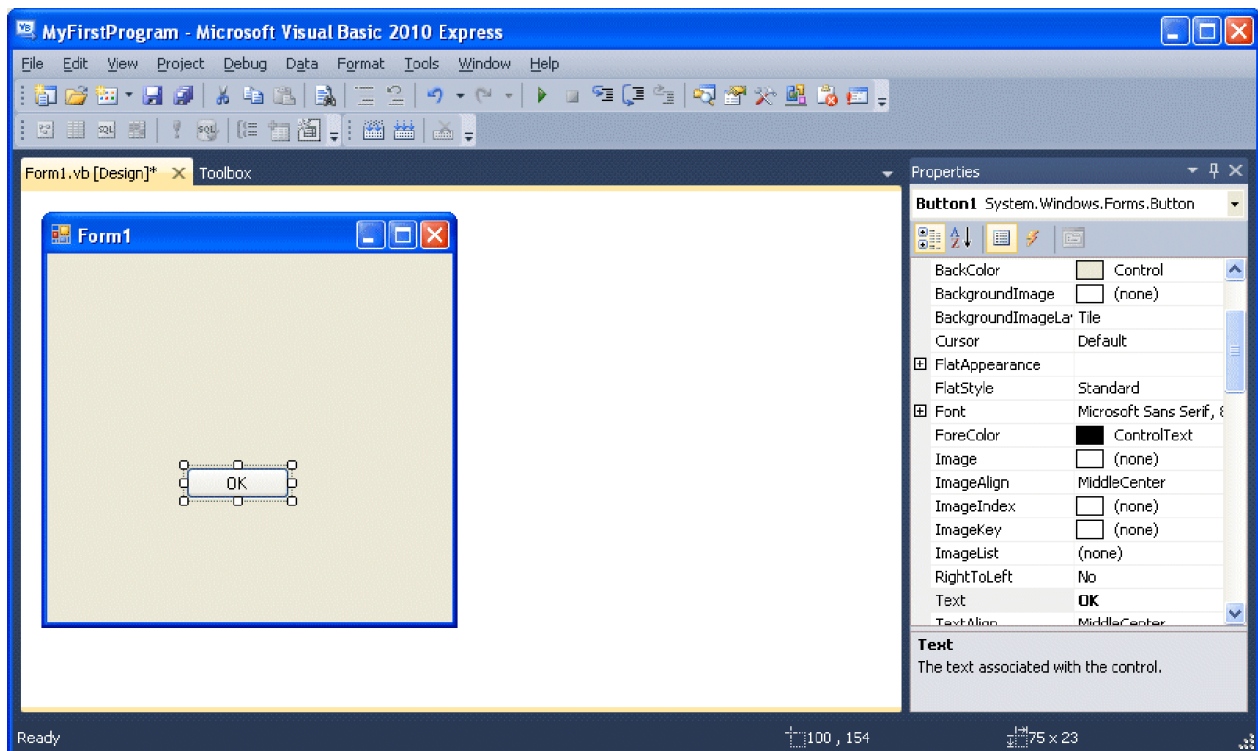 MyFirstProgram - Microsoft Visual Basic 2010 Express
File Edit View Project Debug Data Format Tools Window Help
Form1.vb [Design]* Toolbox
Form1
OK
Properties
Button1 System.Windows.Forms.Button
BackColor Control
BackgroundImage (none)
BackgroundImageLa Tile
Cursor Default
FlatAppearance
FlatStyle Standard
Font Microsoft Sans Serif,
ForeColor ControlText
Image (none)
ImageAlign MiddleCenter
ImageIndex (none)
ImageKey (none)
ImageList (none)
RightToLeft No
Text OK
TextAlign MiddleCenter
Text
The text associated with the control.
Ready 100 , 154 75 x 23